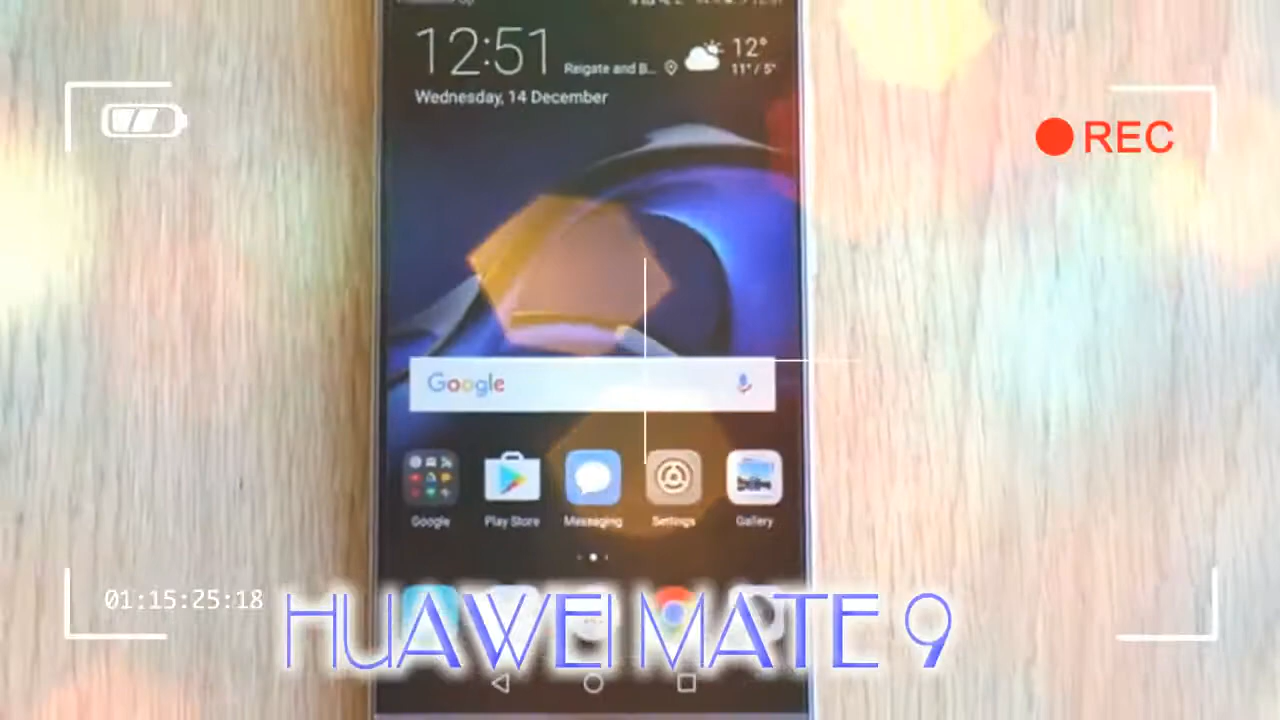 12:51
Reigate and B...
12°
11° / 5°
Wednesday, 14 December
REC
Google
Google
Play Store
Messaging
Settings
Gallery
01:15:25:18
HUAWEI MATE 9